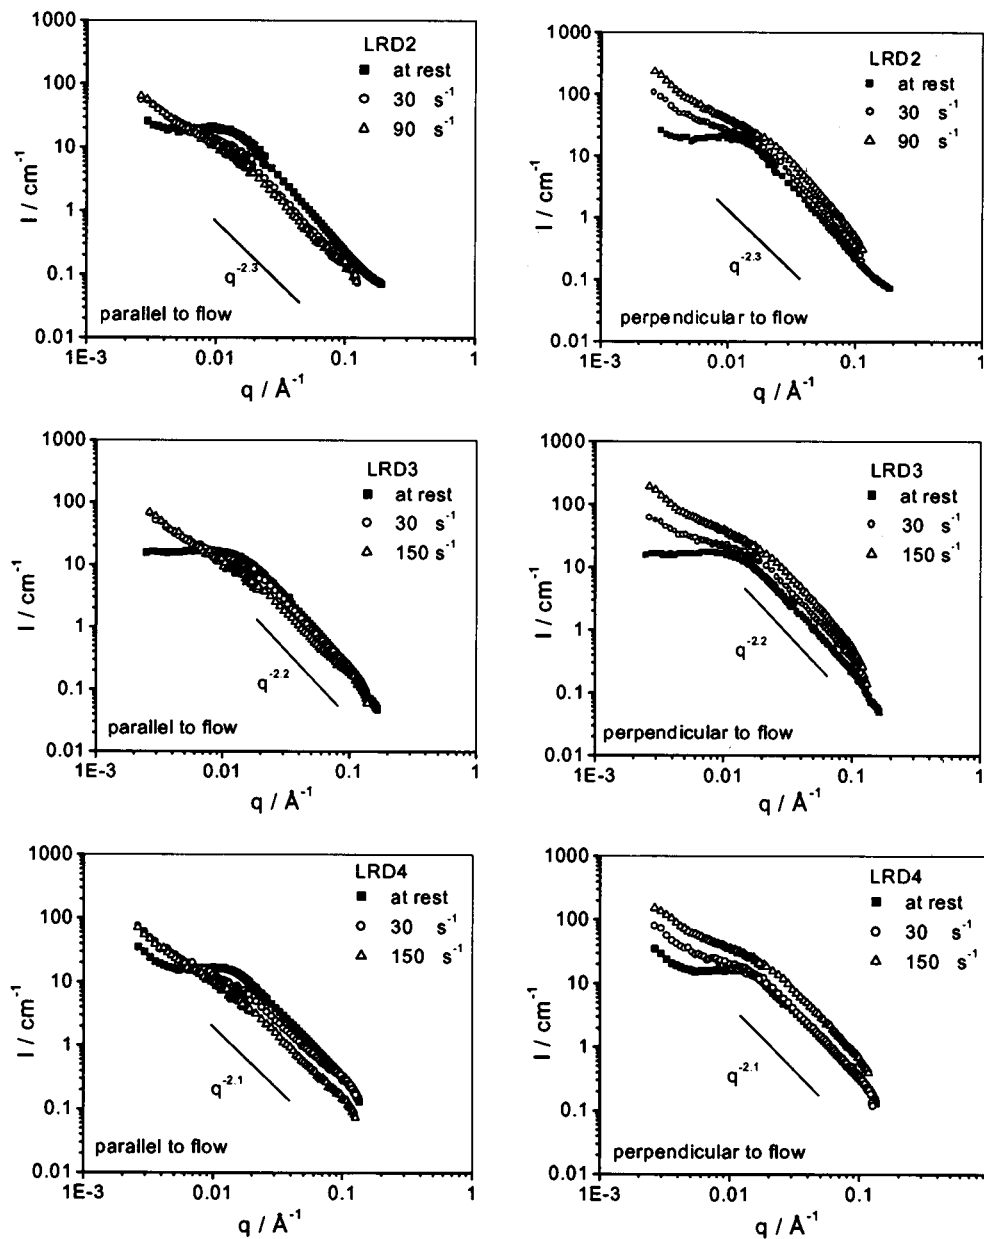 1000
100
10
1
0.1
0.01
I / cm⁻¹
LRD2
■ at rest
○ 30 s⁻¹
△ 90 s⁻¹
q⁻²·³
parallel to flow
1E-3 0.01 0.1 1
q / Å⁻¹
1000
100
10
1
0.1
0.01
I / cm⁻¹
LRD2
■ at rest
○ 30 s⁻¹
△ 90 s⁻¹
q⁻²·³
perpendicular to flow
1E-3 0.01 0.1 1
q / Å⁻¹
1000
100
10
1
0.1
0.01
I / cm⁻¹
LRD3
■ at rest
○ 30 s⁻¹
△ 150 s⁻¹
q⁻²·²
parallel to flow
1E-3 0.01 0.1 1
q / Å⁻¹
1000
100
10
1
0.1
0.01
I / cm⁻¹
LRD3
■ at rest
○ 30 s⁻¹
△ 150 s⁻¹
q⁻²·²
perpendicular to flow
1E-3 0.01 0.1 1
q / Å⁻¹
1000
100
10
1
0.1
0.01
I / cm⁻¹
LRD4
■ at rest
○ 30 s⁻¹
△ 150 s⁻¹
q⁻²·¹
parallel to flow
1E-3 0.01 0.1 1
q / Å⁻¹
1000
100
10
1
0.1
0.01
I / cm⁻¹
LRD4
■ at rest
○ 30 s⁻¹
△ 150 s⁻¹
q⁻²·¹
perpendicular to flow
1E-3 0.01 0.1
q / Å⁻¹